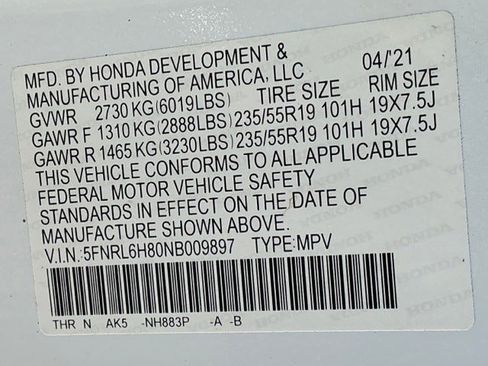 MFD. BY HONDA DEVELOPMENT & 04/'21
MANUFACTURING OF AMERICA, LLC
GVWR 2730 KG(6019LBS) TIRE SIZE RIM SIZE
GAWR F 1310 KG(2888LBS) 235/55R19 101H 19X7.5J
GAWR R 1465 KG(3230LBS) 235/55R19 101H 19X7.5J
THIS VEHICLE CONFORMS TO ALL APPLICABLE
FEDERAL MOTOR VEHICLE SAFETY
STANDARDS IN EFFECT ON THE DATE OF
MANUFACTURE SHOWN ABOVE.
V.I.N.:5FNRL6H80NB009897 TYPE:MPV
THR N AK5 -NH883P -A -B